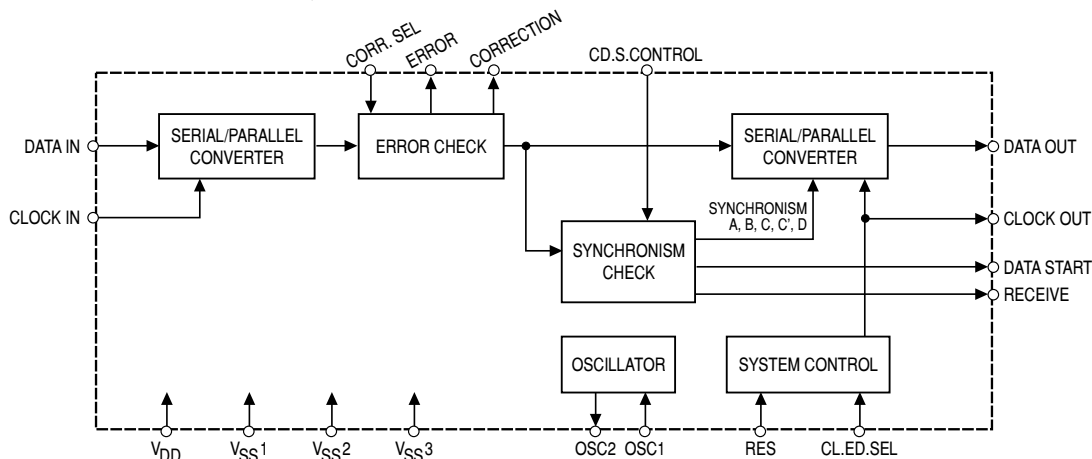 CORR. SEL
ERROR
CORRECTION
CD.S.CONTROL
DATA IN
SERIAL/PARALLEL
CONVERTER
ERROR CHECK
SERIAL/PARALLEL
CONVERTER
DATA OUT
CLOCK IN
SYNCHRONISM
A, B, C, C', D
CLOCK OUT
SYNCHRONISM
CHECK
DATA START
RECEIVE
OSCILLATOR
SYSTEM CONTROL
VDD
VSS1
VSS2
VSS3
OSC2
OSC1
RES
CL.ED.SEL